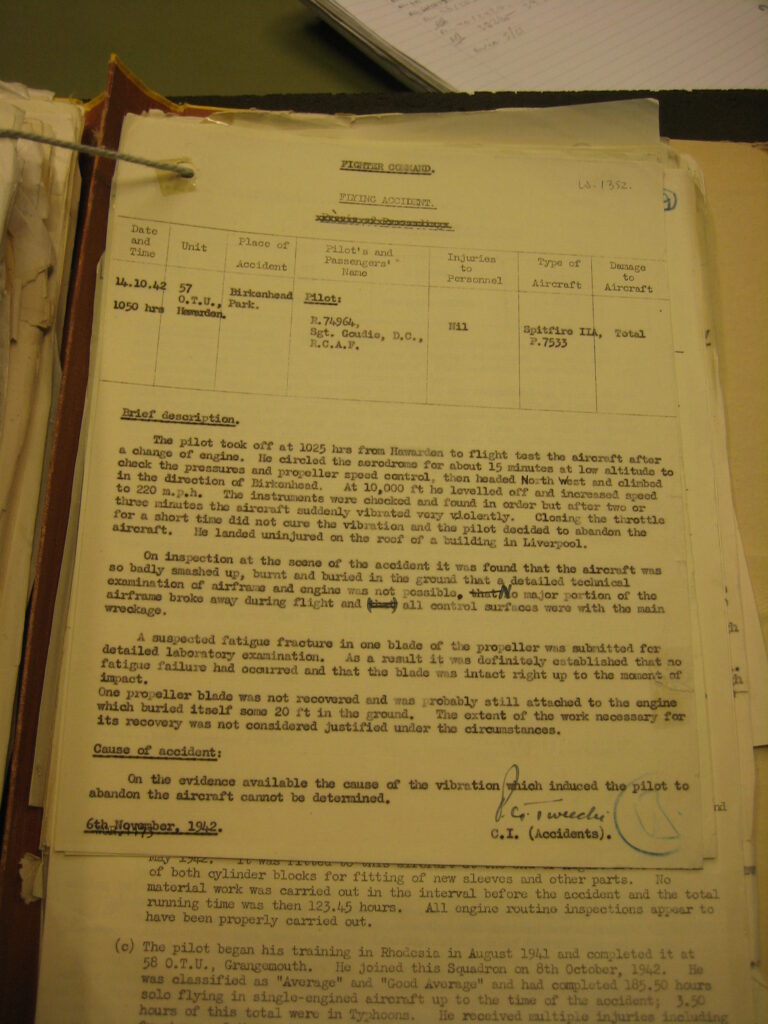 FIGHTER COMMAND.
W.1352.
FLYING ACCIDENT.
Date and Time | Unit | Place of Accident | Pilot's and Passengers' Name | Injuries to Personnel | Type of Aircraft | Damage to Aircraft
14.10.42 1050 hrs | 57 O.T.U., Hawarden. | Birkenhead Park. | Pilot: R.74964, Sgt. Goudie, D.C., R.C.A.F. | Nil | Spitfire IIA, P.7533 | Total
Brief description.
The pilot took off at 1025 hrs from Hawarden to flight test the aircraft after
a change of engine. He circled the aerodrome for about 15 minutes at low altitude to
check the pressures and propeller speed control, then headed North West and climbed
in the direction of Birkenhead. At 10,000 ft he levelled off and increased speed
to 220 m.p.h. The instruments were checked and found in order but after two or
three minutes the aircraft suddenly vibrated very violently. Closing the throttle
for a short time did not cure the vibration and the pilot decided to abandon the
aircraft. He landed uninjured on the roof of a building in Liverpool.
On inspection at the scene of the accident it was found that the aircraft was
so badly smashed up, burnt and buried in the ground that a detailed technical
examination of airframe and engine was not possible. that No major portion of the
airframe broke away during flight and (that) all control surfaces were with the main
wreckage.
A suspected fatigue fracture in one blade of the propeller was submitted for
detailed laboratory examination. As a result it was definitely established that no
fatigue failure had occurred and that the blade was intact right up to the moment of
impact.
One propeller blade was not recovered and was probably still attached to the engine
which buried itself some 20 ft in the ground. The extent of the work necessary for
its recovery was not considered justified under the circumstances.
Cause of accident:
On the evidence available the cause of the vibration which induced the pilot to
abandon the aircraft cannot be determined.
6th November, 1942.
C.I. (Accidents).
nd
May 1942. It was fitted to this aircraft at the
of both cylinder blocks for fitting of new sleeves and other parts. No
material work was carried out in the interval before the accident and the total
running time was then 123.45 hours. All engine routine inspections appear to
have been properly carried out.
(c) The pilot began his training in Rhodesia in August 1941 and completed it at
58 O.T.U., Grangemouth. He joined this Squadron on 8th October, 1942. He
was classified as "Average" and "Good Average" and had completed 185.50 hours
solo flying in single-engined aircraft up to the time of the accident; 3.50
hours of this total were in Typhoons. He received multiple injuries including